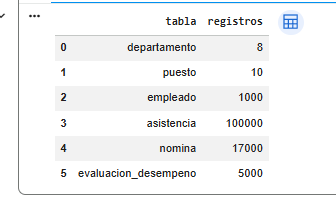 tabla registros
0 departamento 8
1 puesto 10
2 empleado 1000
3 asistencia 100000
4 nomina 17000
5 evaluacion_desempeno 5000